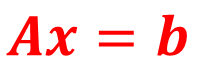 Ax = b